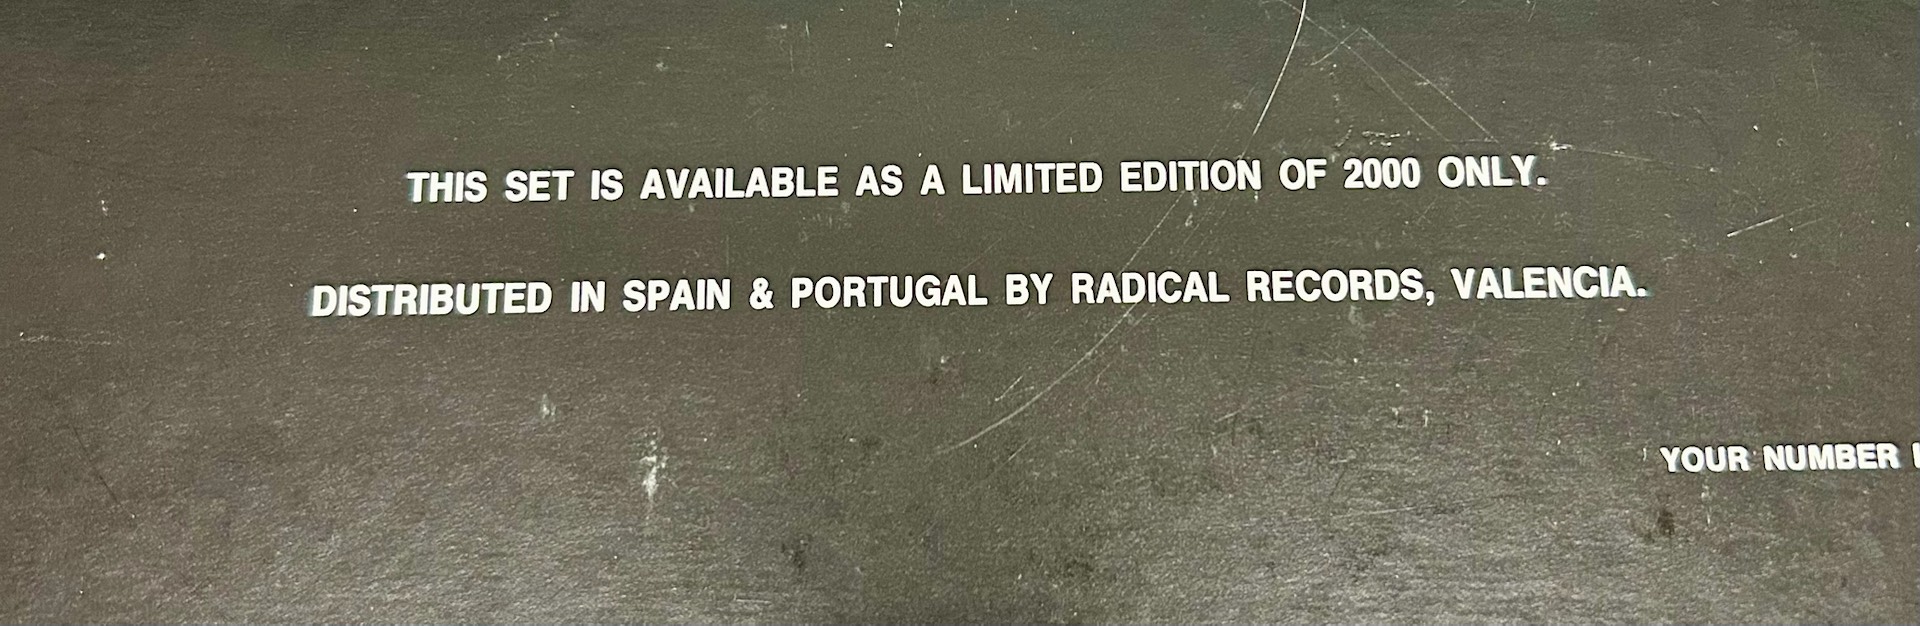 THIS SET IS AVAILABLE AS A LIMITED EDITION OF 2000 ONLY.
DISTRIBUTED IN SPAIN & PORTUGAL BY RADICAL RECORDS, VALENCIA.
YOUR NUMBER